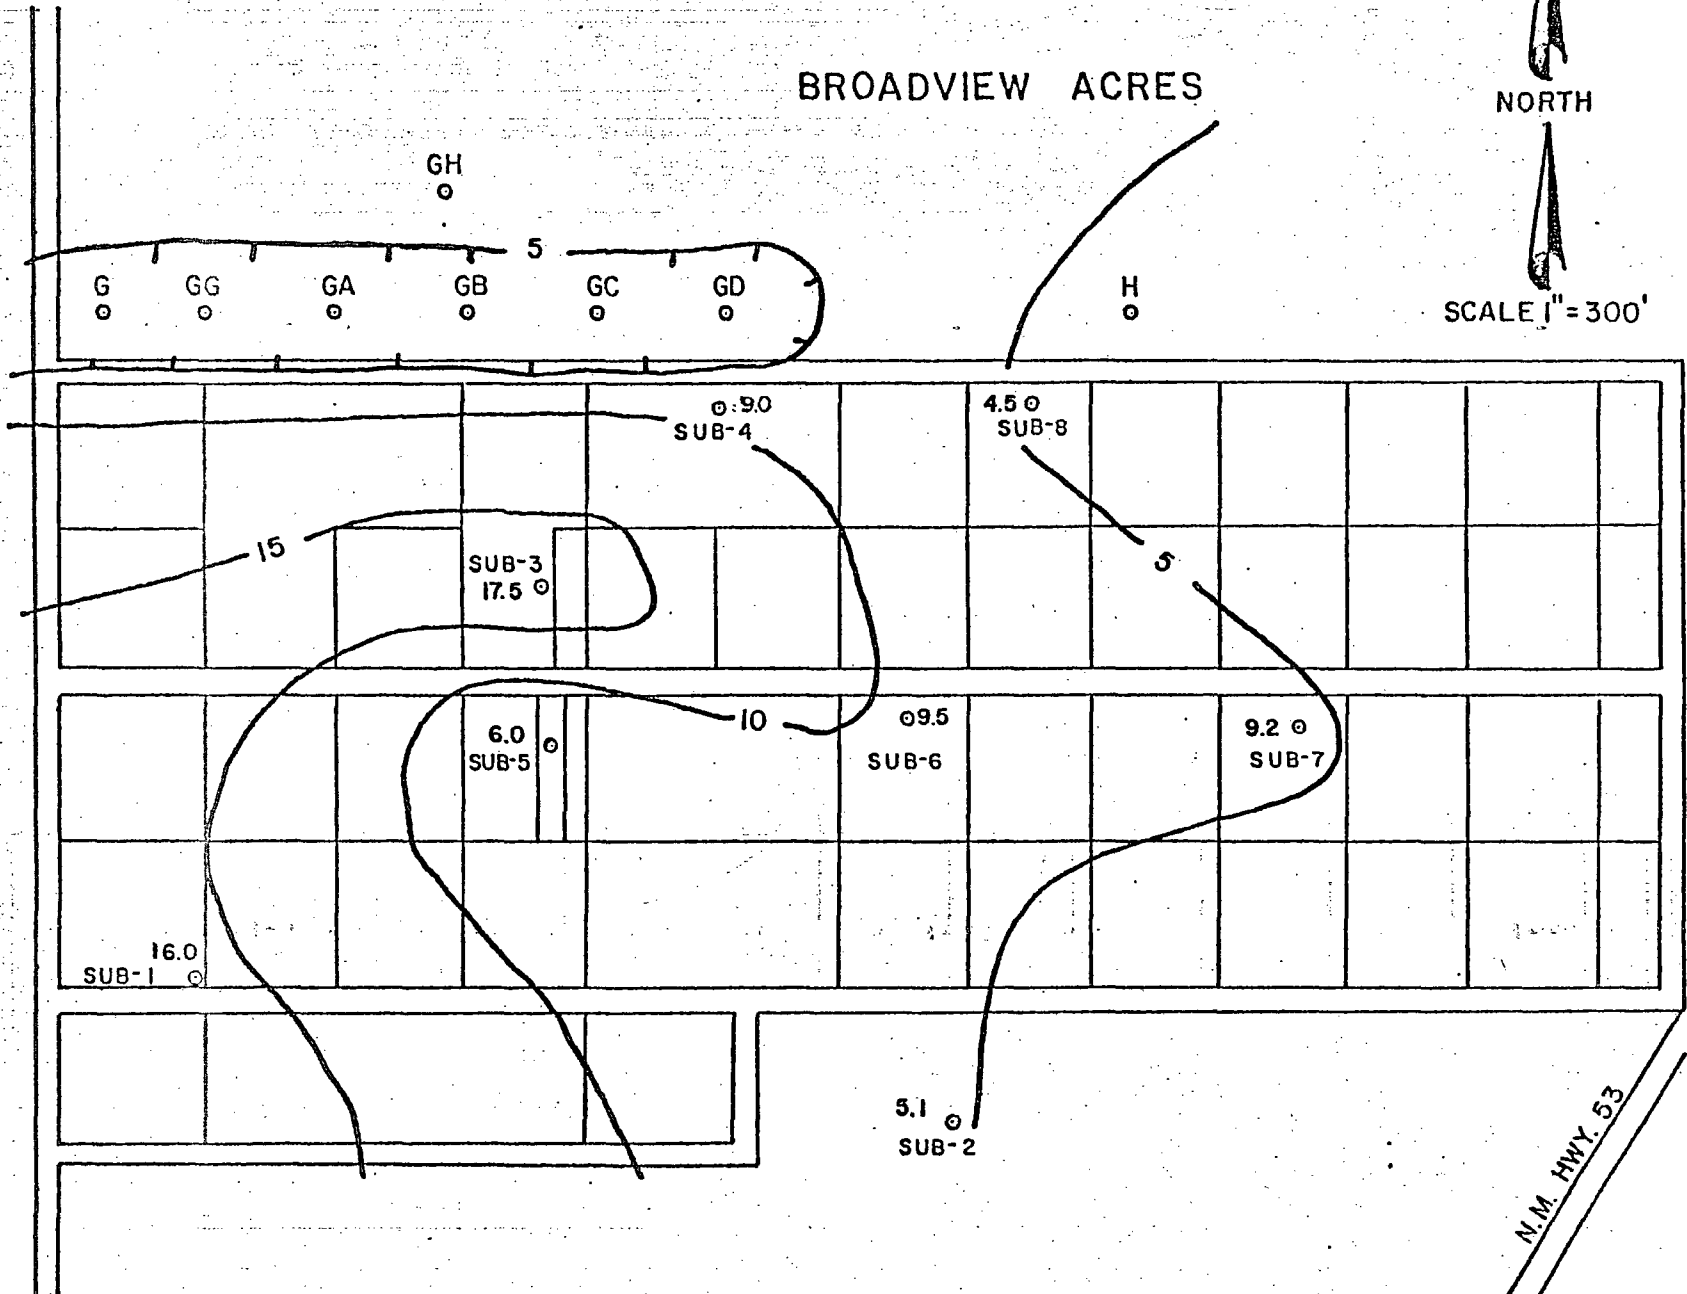 BROADVIEW ACRES
NORTH
SCALE 1"=300'
GH
5
G GG GA GB GC GD H
9.0
SUB-4
4.5
SUB-8
15
SUB-3
17.5
5
10
9.5
SUB-6
6.0
SUB-5
9.2
SUB-7
16.0
SUB-1
5.1
SUB-2
N.M. HWY. 53